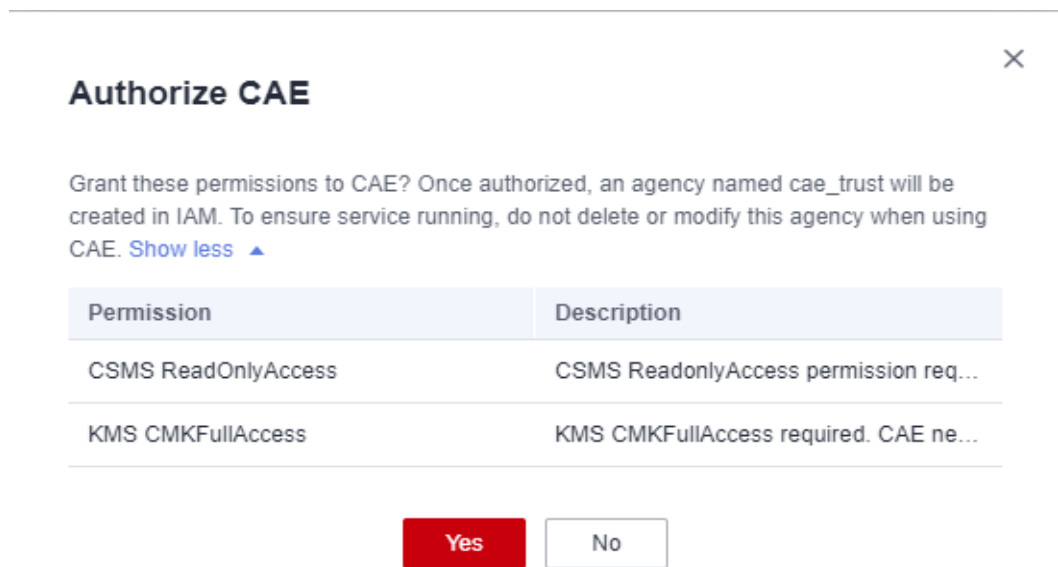 Authorize CAE
Grant these permissions to CAE? Once authorized, an agency named cae_trust will be
created in IAM. To ensure service running, do not delete or modify this agency when using
CAE. Show less
Permission Description
CSMS ReadOnlyAccess CSMS ReadonlyAccess permission req...
KMS CMKFullAccess KMS CMKFullAccess required. CAE ne...
Yes No